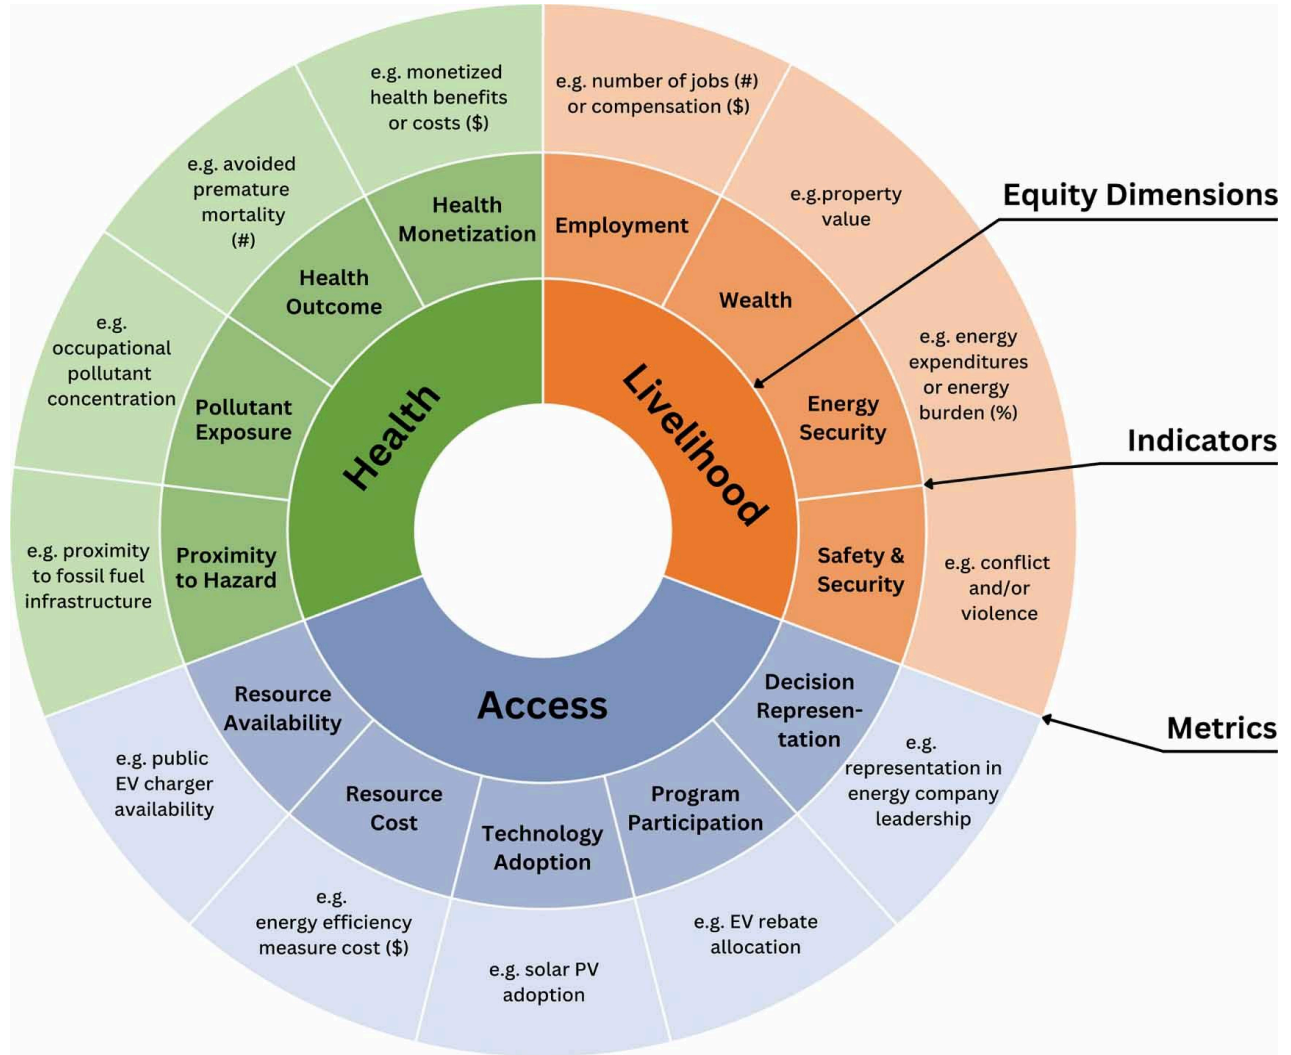 e.g. monetized
health benefits
or costs ($)
e.g. number of jobs (#)
or compensation ($)
e.g. avoided
premature
mortality
(#)
e.g.property
value
Equity Dimensions
Health
Monetization
Employment
Health
Outcome
Wealth
e.g.
occupational
pollutant
concentration
e.g. energy
expenditures
or energy
burden (%)
Pollutant
Exposure
Energy
Security
Indicators
Health
Livelihood
e.g. proximity
to fossil fuel
infrastructure
Proximity
to Hazard
Safety &
Security
e.g. conflict
and/or
violence
Access
Resource
Availability
Decision
Represen-
tation
Metrics
e.g. public
EV charger
availability
Resource
Cost
Technology
Adoption
Program
Participation
e.g.
representation in
energy company
leadership
e.g.
energy efficiency
measure cost ($)
e.g. solar PV
adoption
e.g. EV rebate
allocation